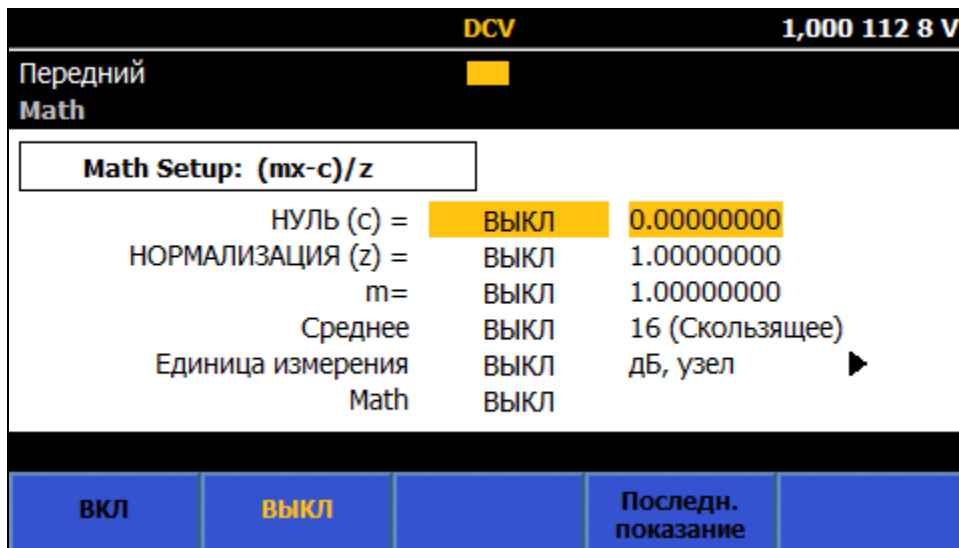 DCV 1,000 112 8 V
Передний
Math
Math Setup: (mx-c)/z
НУЛЬ (c) = ВЫКЛ 0.00000000
НОРМАЛИЗАЦИЯ (z) = ВЫКЛ 1.00000000
m= ВЫКЛ 1.00000000
Среднее ВЫКЛ 16 (Скользящее)
Единица измерения ВЫКЛ дБ, узел
Math ВЫКЛ
ВКЛ ВЫКЛ Последн.
показание